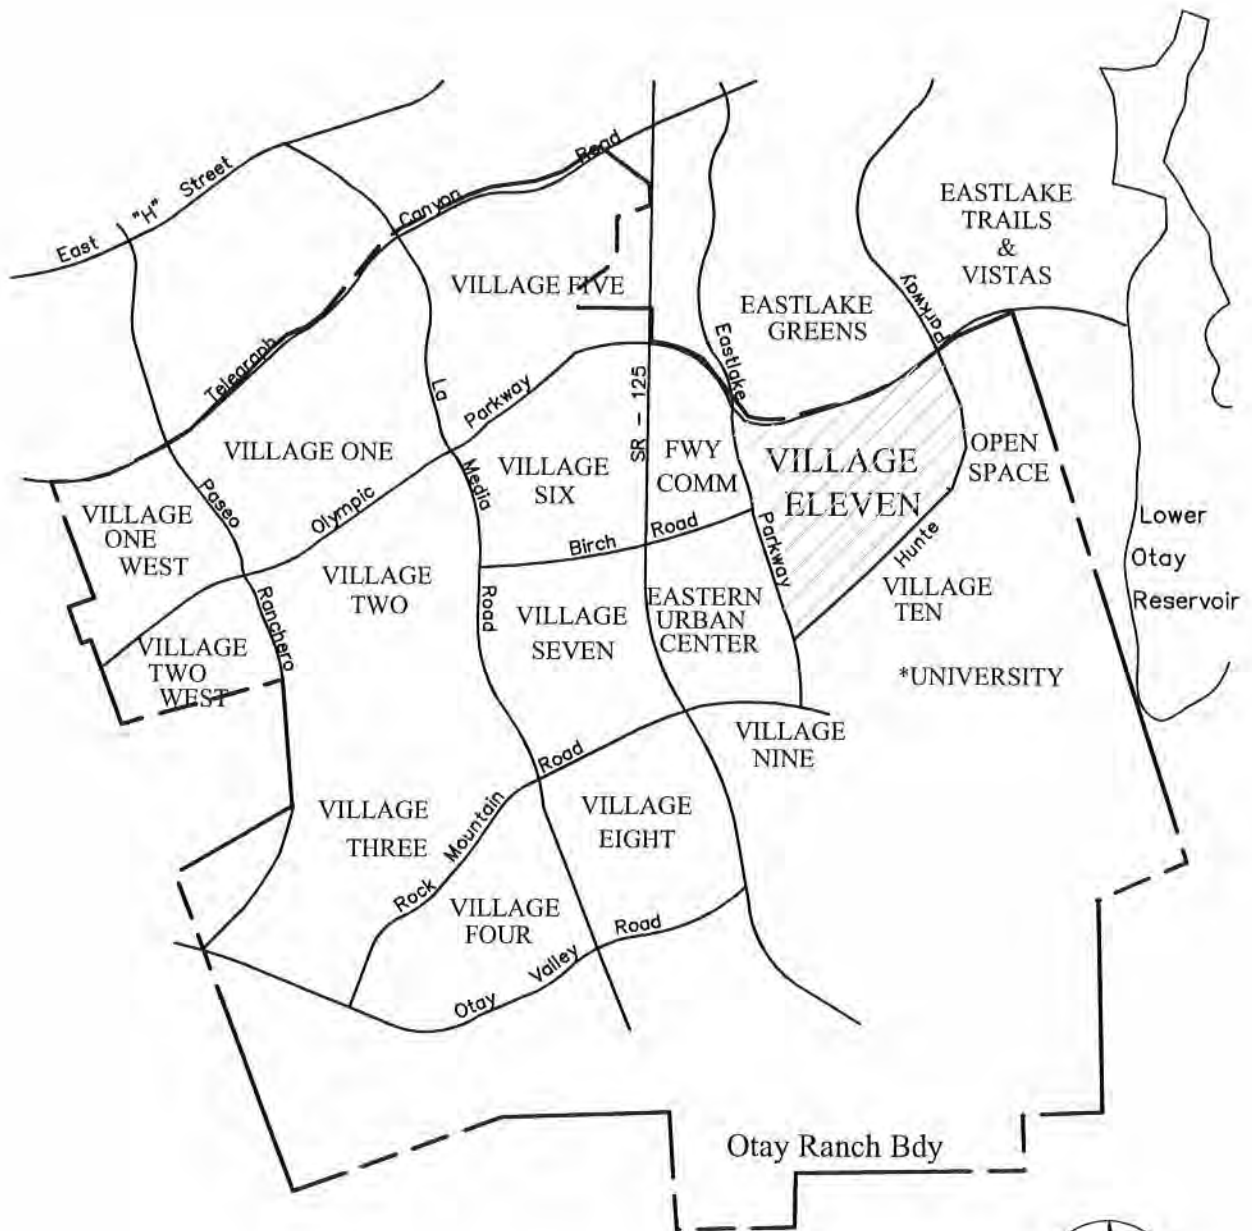 East "H" Street
Telegraph Canyon Road
VILLAGE FIVE
EASTLAKE
TRAILS
&
VISTAS
EASTLAKE
GREENS
Eastlake
Parkway
La
Media
Road
Olympic Parkway
SR - 125
VILLAGE ONE
VILLAGE
SIX
FWY
COMM
VILLAGE
ELEVEN
OPEN
SPACE
Hunte
Parkway
VILLAGE
ONE
WEST
Paseo
Ranchero
VILLAGE
TWO
Birch Road
Lower
Otay
Reservoir
VILLAGE
TEN
EASTERN
URBAN
CENTER
VILLAGE
SEVEN
VILLAGE
TWO
WEST
*UNIVERSITY
VILLAGE
NINE
Rock Mountain Road
VILLAGE
THREE
VILLAGE
EIGHT
VILLAGE
FOUR
Otay Valley Road
Otay Ranch Bdy